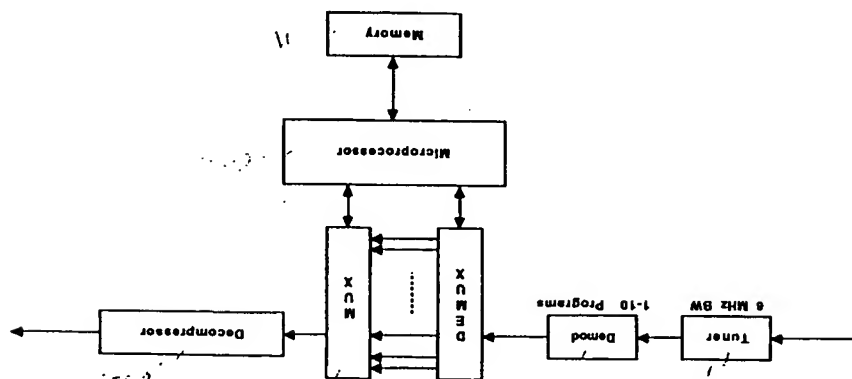 Tuner
6 MHz BW
Demod
1-10 Programs
DEMUX
MUX
Decompressor
Microprocessor
Memory